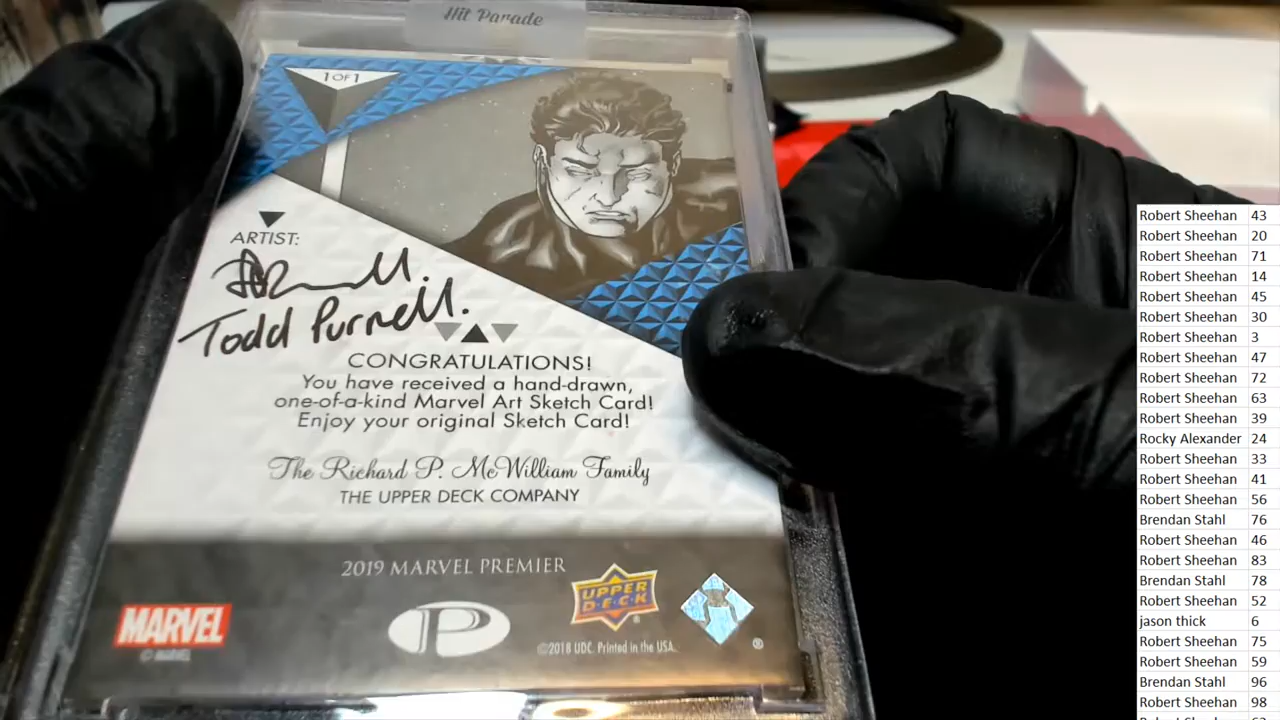 Hit Parade
1 OF 1
ARTIST:
Todd Purnell.
CONGRATULATIONS!
You have received a hand-drawn,
one-of-a-kind Marvel Art Sketch Card!
Enjoy your original Sketch Card!
The Richard P. McWilliam Family
THE UPPER DECK COMPANY
2019 MARVEL PREMIER
MARVEL
© MARVEL
P
UPPER
D·E·C·K
©2018 UDC. Printed in the USA.
®
Robert Sheehan 43
Robert Sheehan 20
Robert Sheehan 71
Robert Sheehan 14
Robert Sheehan 45
Robert Sheehan 30
Robert Sheehan 3
Robert Sheehan 47
Robert Sheehan 72
Robert Sheehan 63
Robert Sheehan 39
Rocky Alexander 24
Robert Sheehan 33
Robert Sheehan 41
Robert Sheehan 56
Brendan Stahl 76
Robert Sheehan 46
Robert Sheehan 83
Brendan Stahl 78
Robert Sheehan 52
jason thick 6
Robert Sheehan 75
Robert Sheehan 59
Brendan Stahl 96
Robert Sheehan 98